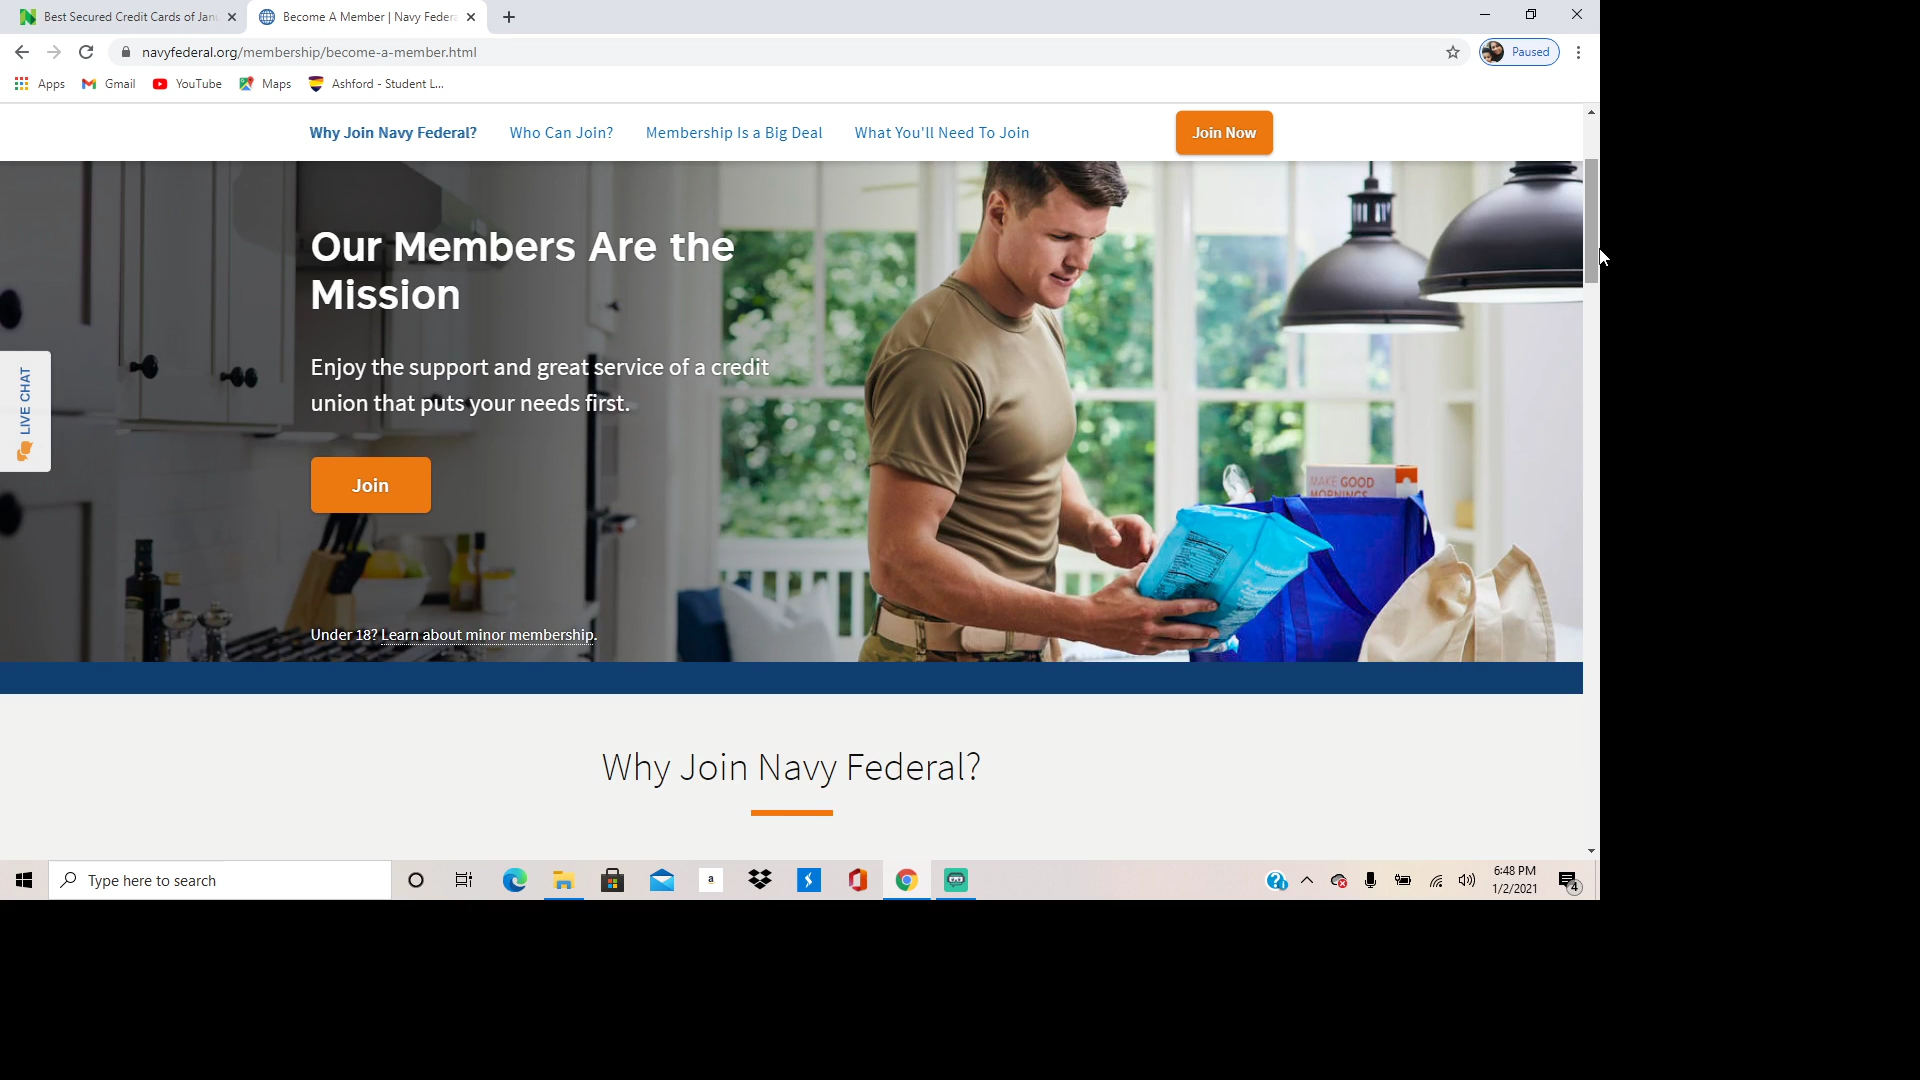 Best Secured Credit Cards of Jan
Become A Member | Navy Federa
navyfederal.org/membership/become-a-member.html
Paused
Apps
Gmail
YouTube
Maps
Ashford - Student L...
Why Join Navy Federal?
Who Can Join?
Membership Is a Big Deal
What You'll Need To Join
Join Now
Our Members Are the
Mission
Enjoy the support and great service of a credit
union that puts your needs first.
Join
LIVE CHAT
MAKE GOOD
MORNINGS
Under 18? Learn about minor membership.
Why Join Navy Federal?
Type here to search
a
6:48 PM
1/2/2021
4